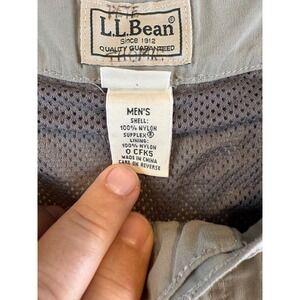 L.L.Bean®
Since 1912
QUALITY GUARANTEED
MEN'S
SHELL:
100% NYLON
SUPPLEX®
LINING:
100% NYLON
0 CFK5
MADE IN CHINA
CARE ON REVERSE